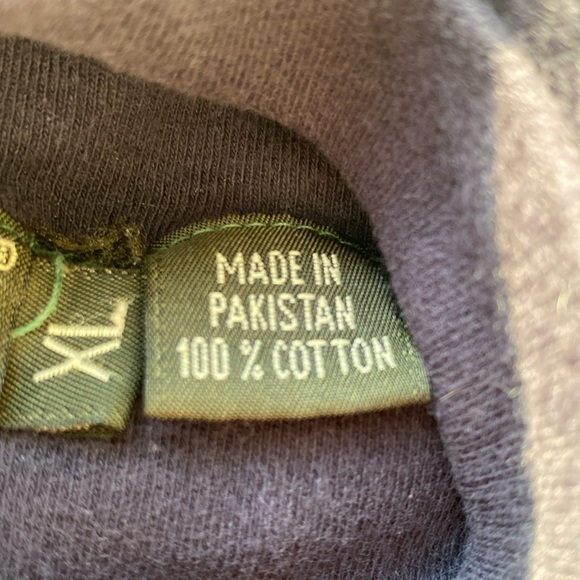 ®
XL
MADE IN
PAKISTAN
100 % COTTON